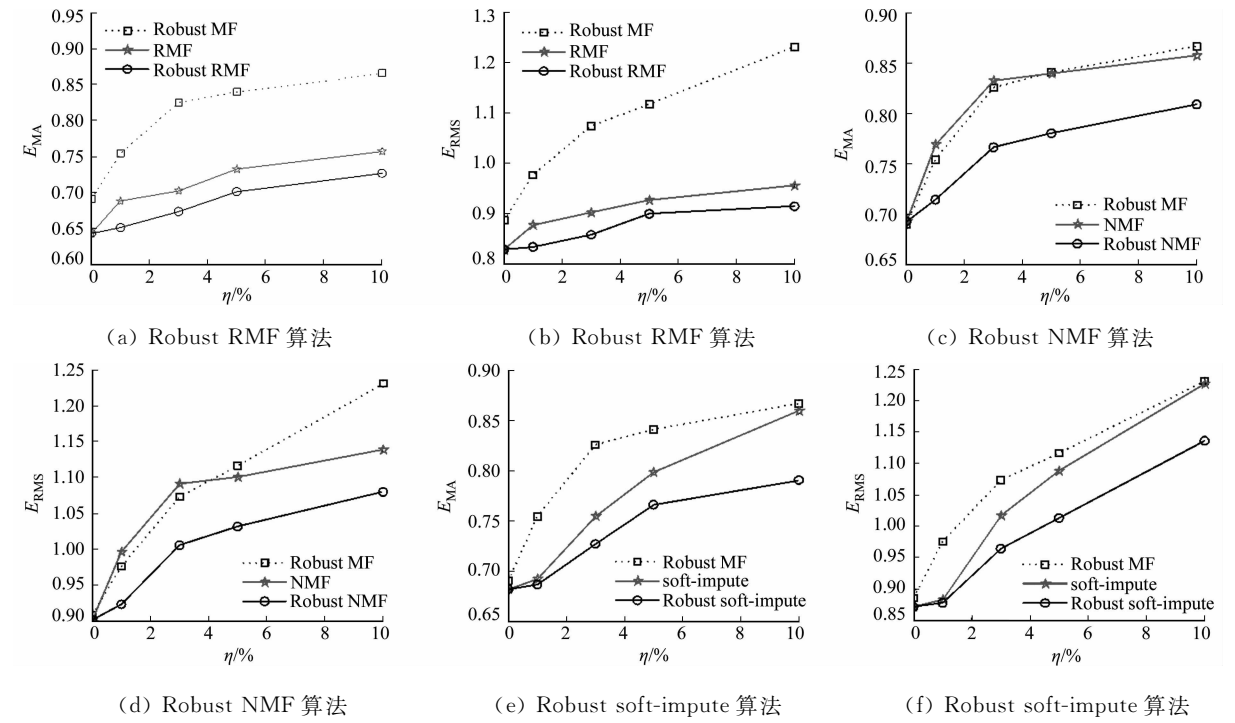 0.95
0.90
0.85
0.80
0.75
0.70
0.65
0.60
E_MA
Robust MF
RMF
Robust RMF
0 2 4 6 8 10
η/%
(a) Robust RMF 算法
1.3
1.2
1.1
1.0
0.9
0.8
E_RMS
Robust MF
RMF
Robust RMF
0 2 4 6 8 10
η/%
(b) Robust RMF 算法
0.90
0.85
0.80
0.75
0.70
0.65
E_MA
Robust MF
NMF
Robust NMF
0 2 4 6 8 10
η/%
(c) Robust NMF 算法
1.25
1.20
1.15
1.10
1.05
1.00
0.95
0.90
E_RMS
Robust MF
NMF
Robust NMF
0 2 4 6 8 10
η/%
(d) Robust NMF 算法
0.90
0.85
0.80
0.75
0.70
0.65
E_MA
Robust MF
soft-impute
Robust soft-impute
0 2 4 6 8 10
η/%
(e) Robust soft-impute 算法
1.25
1.20
1.15
1.10
1.05
1.00
0.95
0.90
0.85
E_RMS
Robust MF
soft-impute
Robust soft-impute
0 2 4 6 8 10
η/%
(f) Robust soft-impute 算法